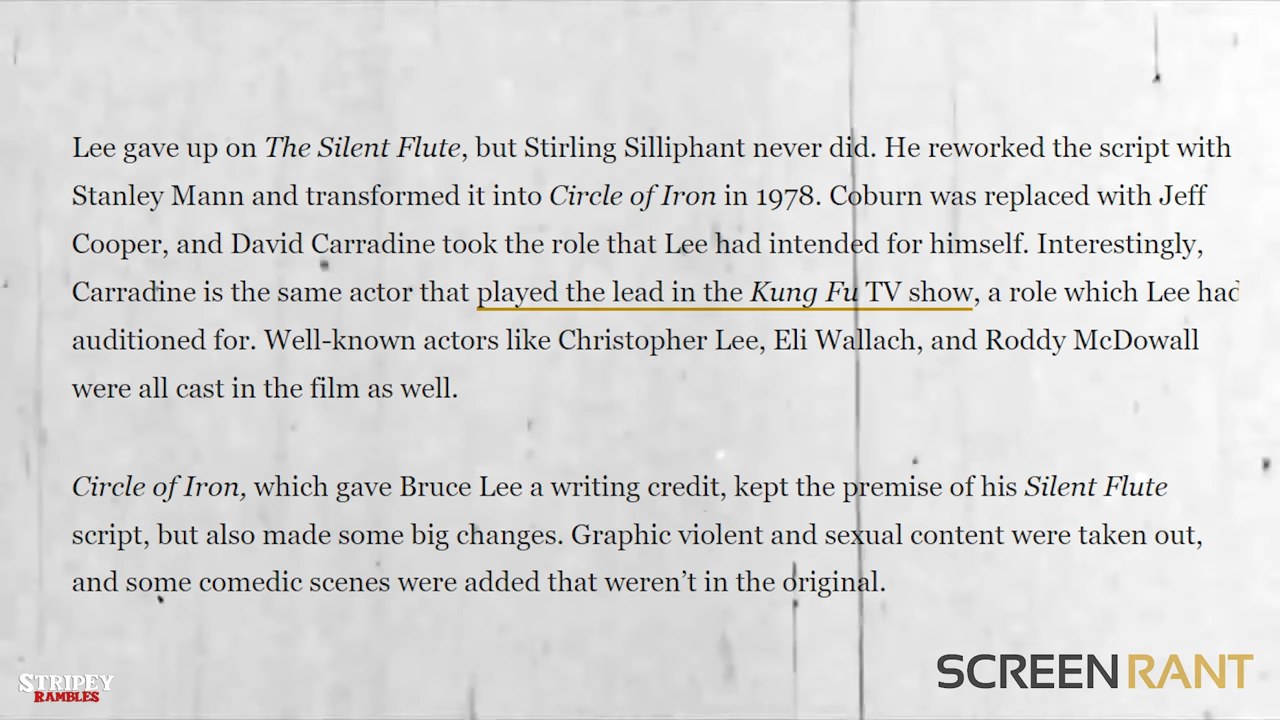 Lee gave up on The Silent Flute, but Stirling Silliphant never did. He reworked the script with
Stanley Mann and transformed it into Circle of Iron in 1978. Coburn was replaced with Jeff
Cooper, and David Carradine took the role that Lee had intended for himself. Interestingly,
Carradine is the same actor that played the lead in the Kung Fu TV show, a role which Lee had
auditioned for. Well-known actors like Christopher Lee, Eli Wallach, and Roddy McDowall
were all cast in the film as well.
Circle of Iron, which gave Bruce Lee a writing credit, kept the premise of his Silent Flute
script, but also made some big changes. Graphic violent and sexual content were taken out,
and some comedic scenes were added that weren’t in the original.
STRIPEY
RAMBLES
SCREENRANT